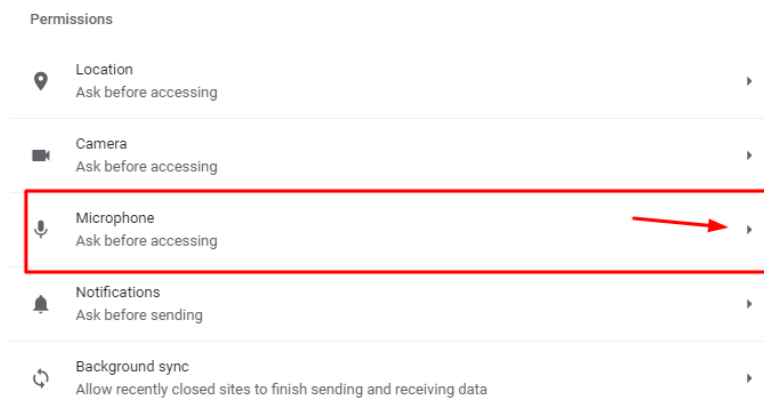 Permissions
Location
Ask before accessing
Camera
Ask before accessing
Microphone
Ask before accessing
Notifications
Ask before sending
Background sync
Allow recently closed sites to finish sending and receiving data